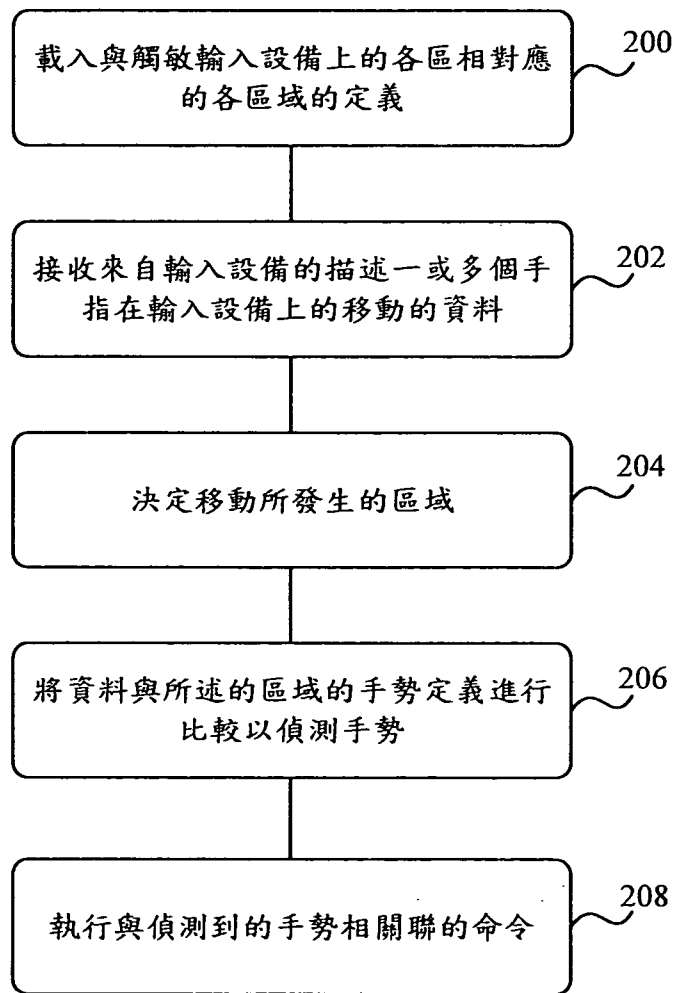 載入與觸敏輸入設備上的各區相對應
的各區域的定義
200
接收來自輸入設備的描述一或多個手
指在輸入設備上的移動的資料
202
決定移動所發生的區域
204
將資料與所述的區域的手勢定義進行
比較以偵測手勢
206
執行與偵測到的手勢相關聯的命令
208